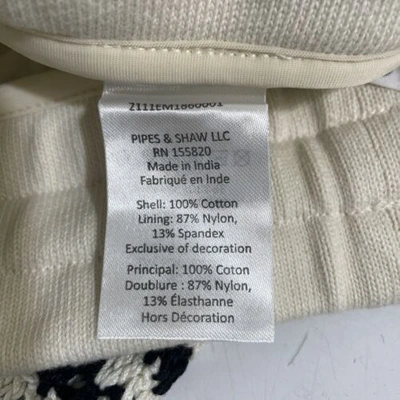 Z111EM1860001
PIPES & SHAW LLC
RN 155820
Made in India
Fabriqué en Inde
Shell: 100% Cotton
Lining: 87% Nylon,
13% Spandex
Exclusive of decoration
Principal: 100% Coton
Doublure : 87% Nylon,
13% Élasthanne
Hors Décoration